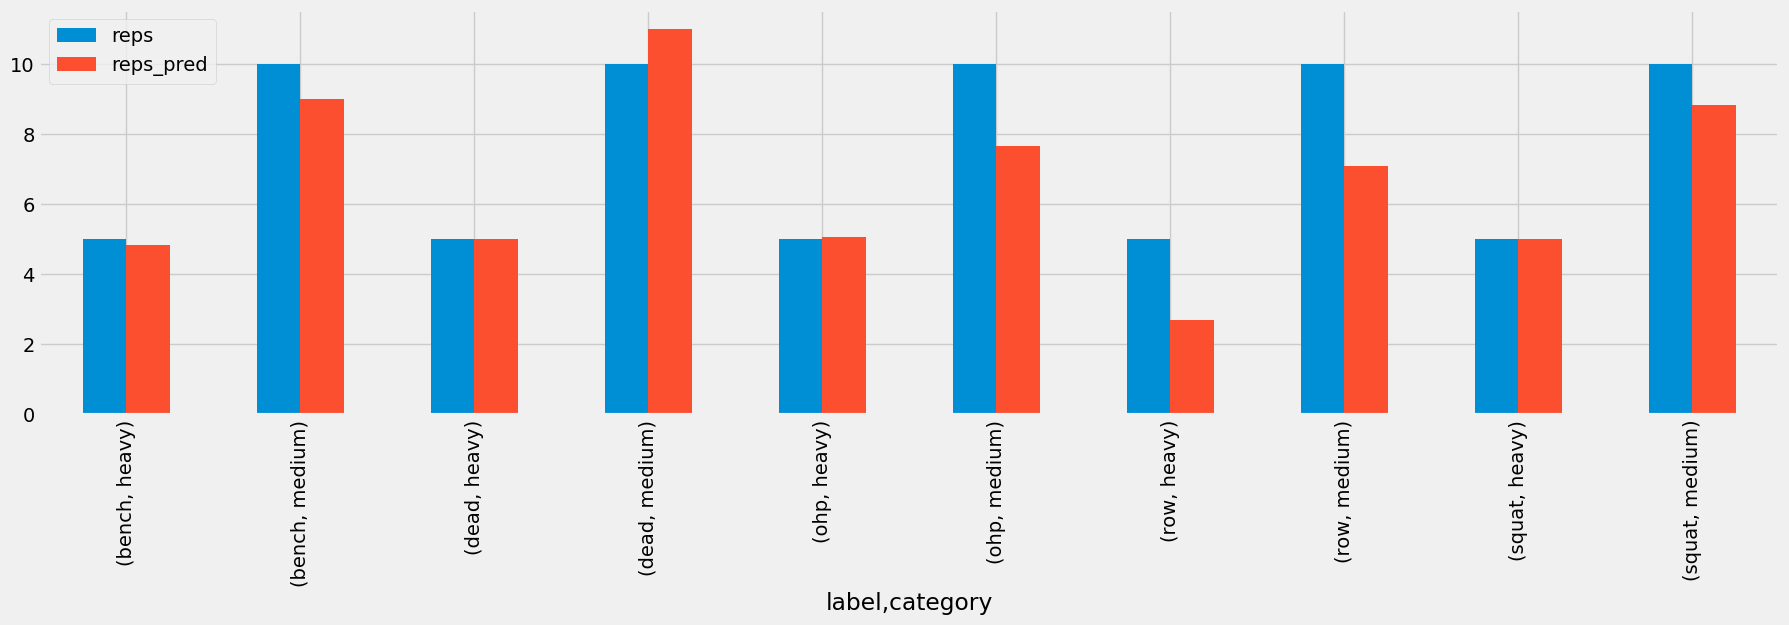 reps
reps_pred
10
8
6
4
2
0
(bench, heavy)
(bench, medium)
(dead, heavy)
(dead, medium)
(ohp, heavy)
(ohp, medium)
(row, heavy)
(row, medium)
(squat, heavy)
(squat, medium)
label,category